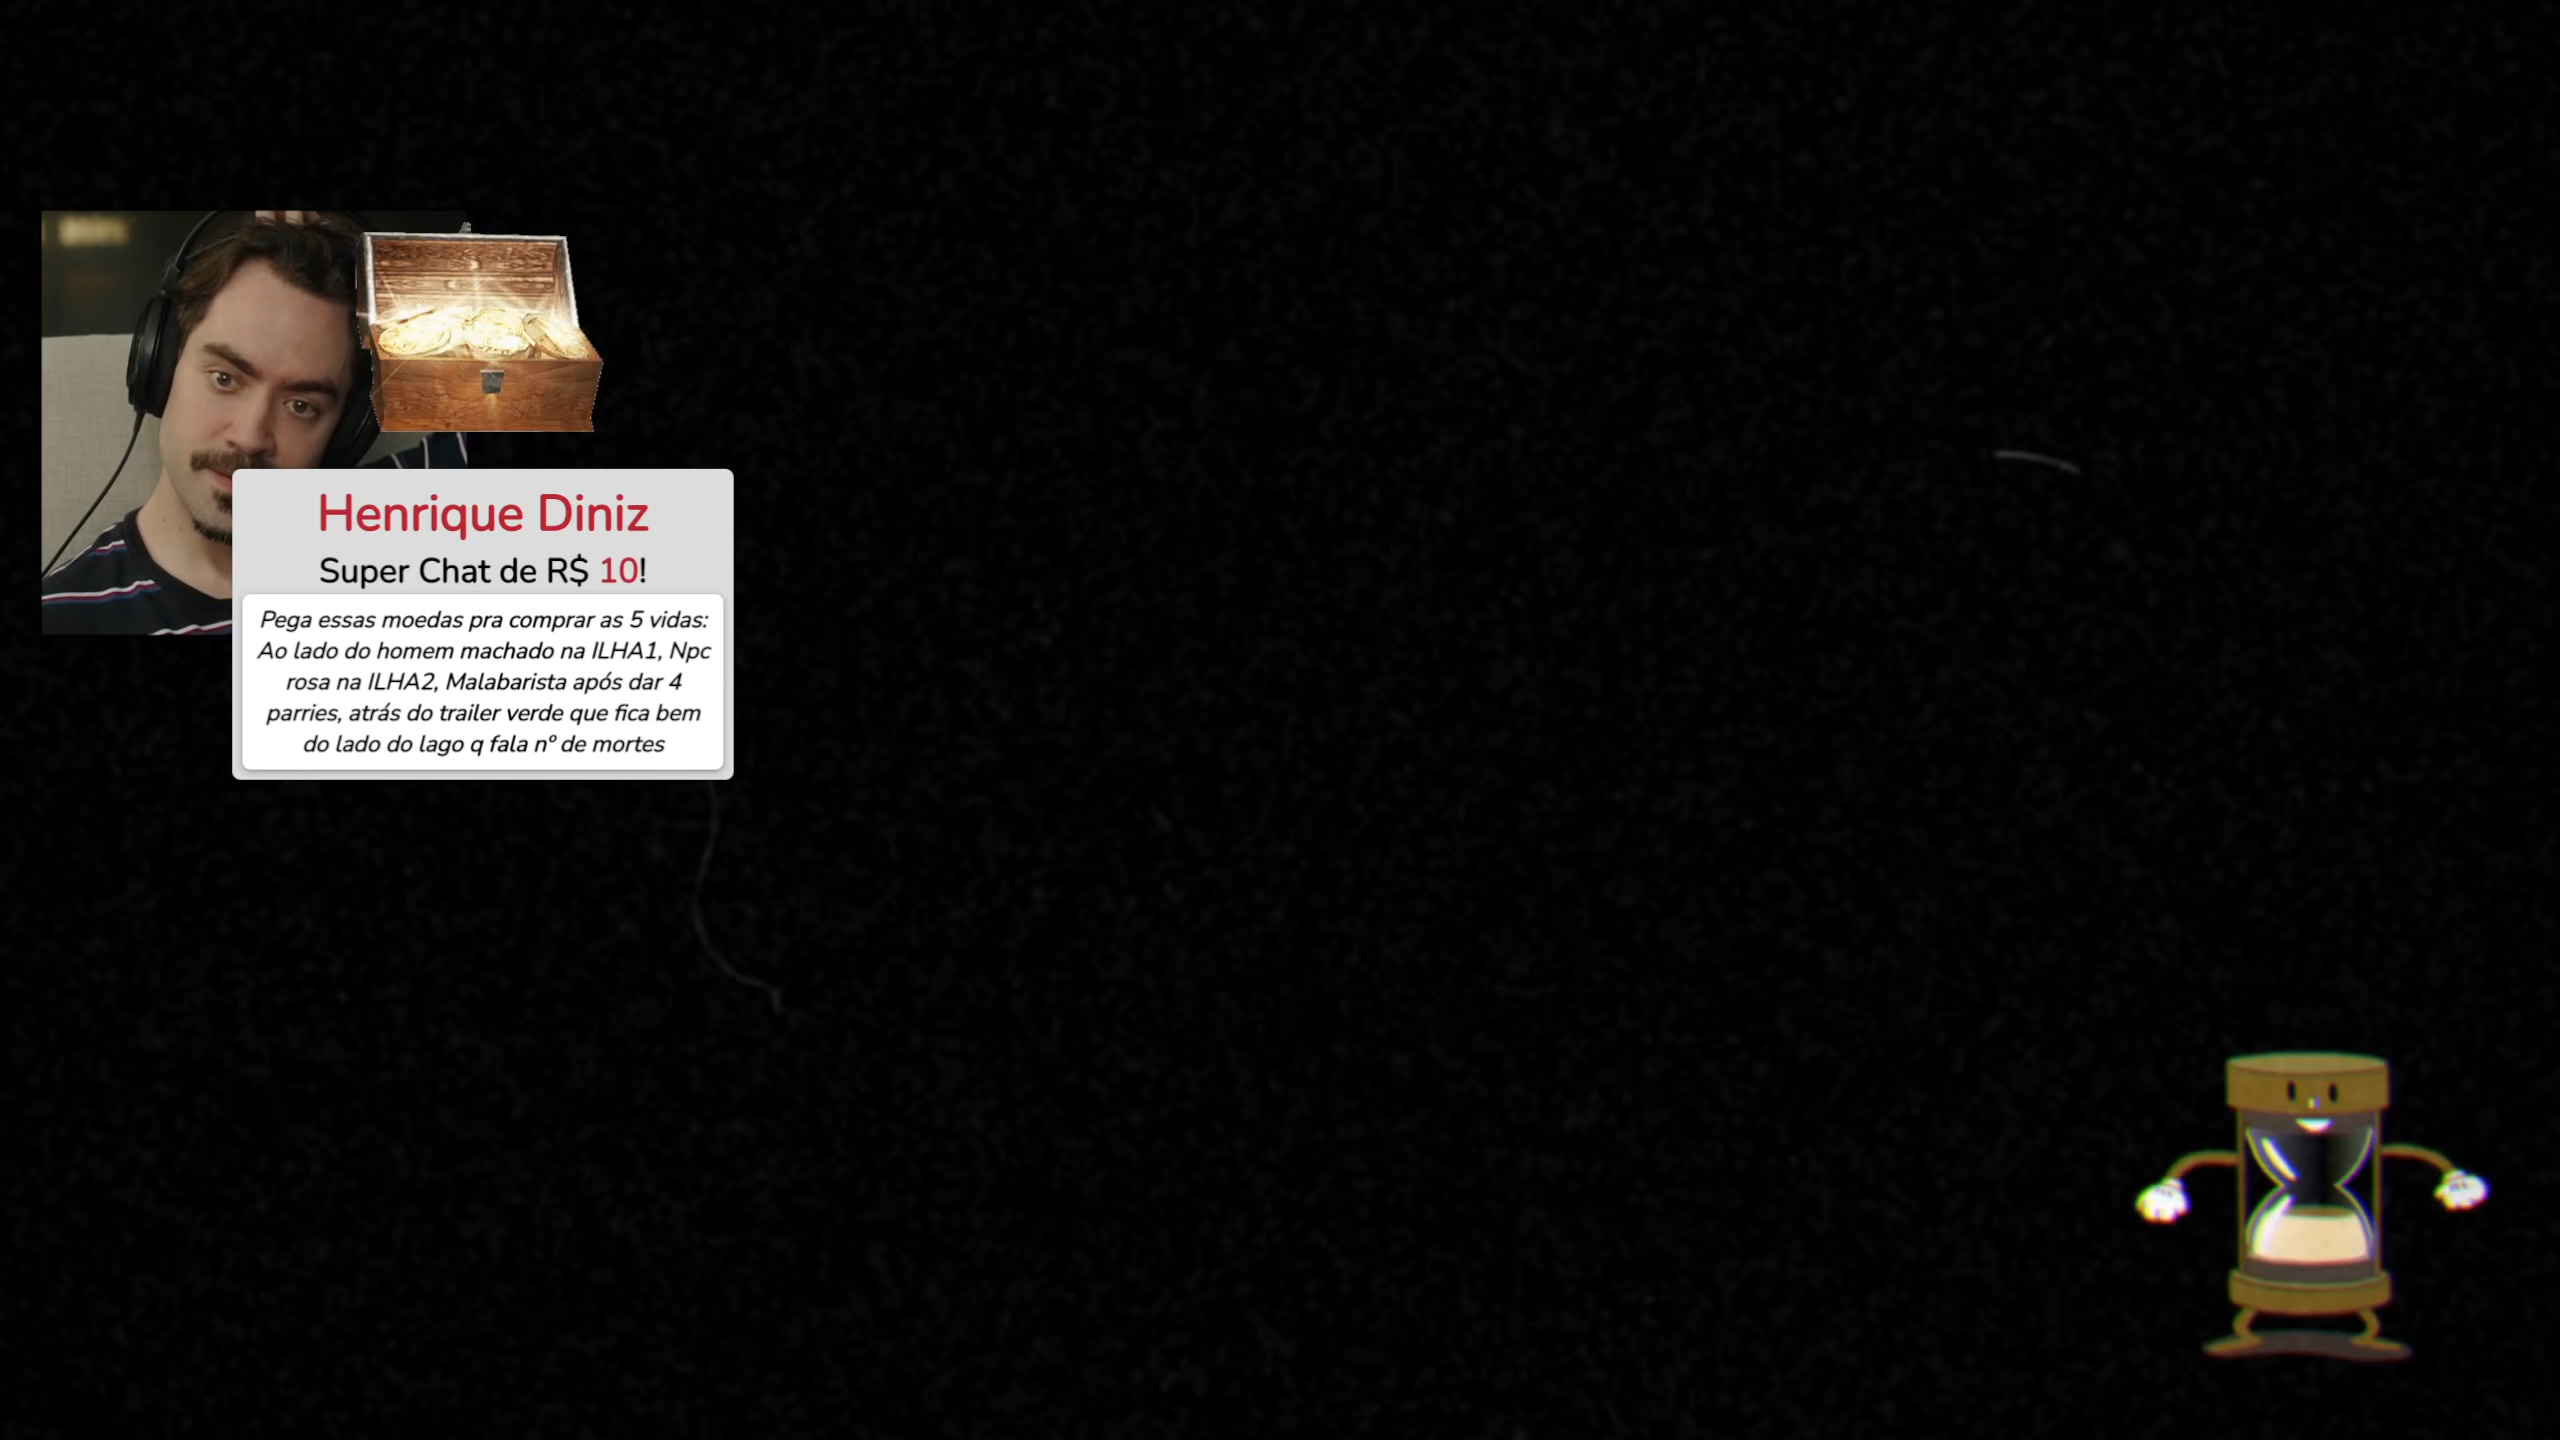 Henrique Diniz
Super Chat de R$ 10!
Pega essas moedas pra comprar as 5 vidas:
Ao lado do homem machado na ILHA1, Npc
rosa na ILHA2, Malabarista após dar 4
parries, atrás do trailer verde que fica bem
do lado do lago q fala nº de mortes